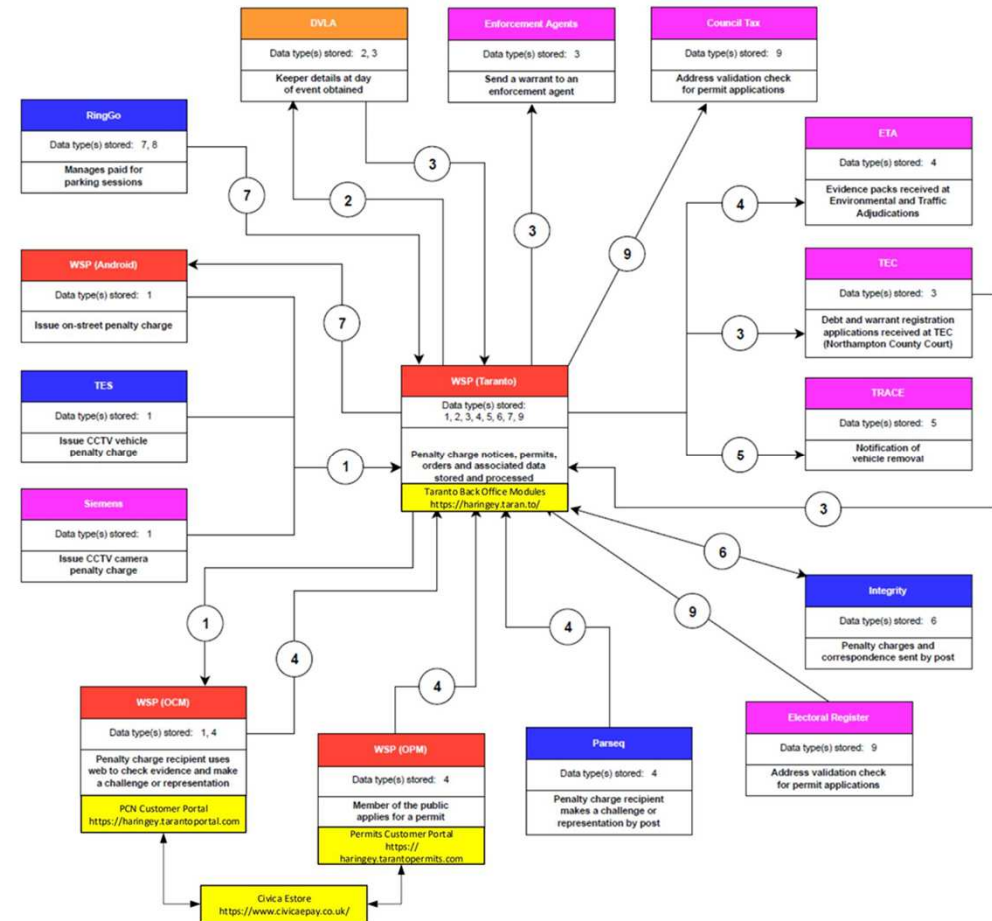 DVLA
Data type(s) stored: 2, 3
Keeper details at day
of event obtained
Enforcement Agents
Data type(s) stored: 3
Send a warrant to an
enforcement agent
Council Tax
Data type(s) stored: 9
Address validation check
for permit applications
RingGo
Data type(s) stored: 7, 8
Manages paid for
parking sessions
ETA
Data type(s) stored: 4
Evidence packs received at
Environmental and Traffic
Adjudications
7
2
3
3
9
4
WSP (Android)
Data type(s) stored: 1
Issue on-street penalty charge
7
TEC
Data type(s) stored: 3
Debt and warrant registration
applications received at TEC
(Northampton County Court)
3
TES
Data type(s) stored: 1
Issue CCTV vehicle
penalty charge
WSP (Taranto)
Data type(s) stored:
1, 2, 3, 4, 5, 6, 7, 9
Penalty charge notices, permits,
orders and associated data
stored and processed
Taranto Back Office Modules
https://haringey.taran.to/
TRACE
Data type(s) stored: 5
Notification of
vehicle removal
1
5
3
Siemens
Data type(s) stored: 1
Issue CCTV camera
penalty charge
6
Integrity
Data type(s) stored: 6
Penalty charges and
correspondence sent by post
1
4
4
4
9
WSP (OCM)
Data type(s) stored: 1, 4
Penalty charge recipient uses
web to check evidence and make
a challenge or representation
PCN Customer Portal
https://haringey.tarantoportal.com
WSP (OPM)
Data type(s) stored: 4
Member of the public
applies for a permit
Permits Customer Portal
https://
haringey.tarantopermits.com
Parseq
Data type(s) stored: 4
Penalty charge recipient
makes a challenge or
representation by post
Electoral Register
Data type(s) stored: 9
Address validation check
for permit applications
Civica Estore
https://www.civicaepay.co.uk/